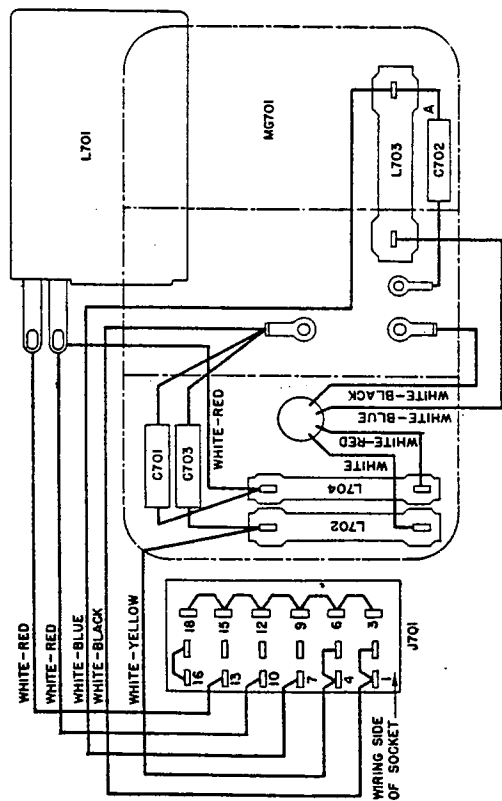 L701
MG701
L703
A
C702
WHITE-RED
WHITE-RED
WHITE-BLUE
WHITE-BLACK
WHITE-YELLOW
C701
C703
WHITE-RED
WHITE-BLACK
WHITE-BLUE
WHITE-RED
WHITE
L704
L702
18
15
12
9
6
3
16
13
10
7
4
1
J701
WIRING SIDE
OF SOCKET